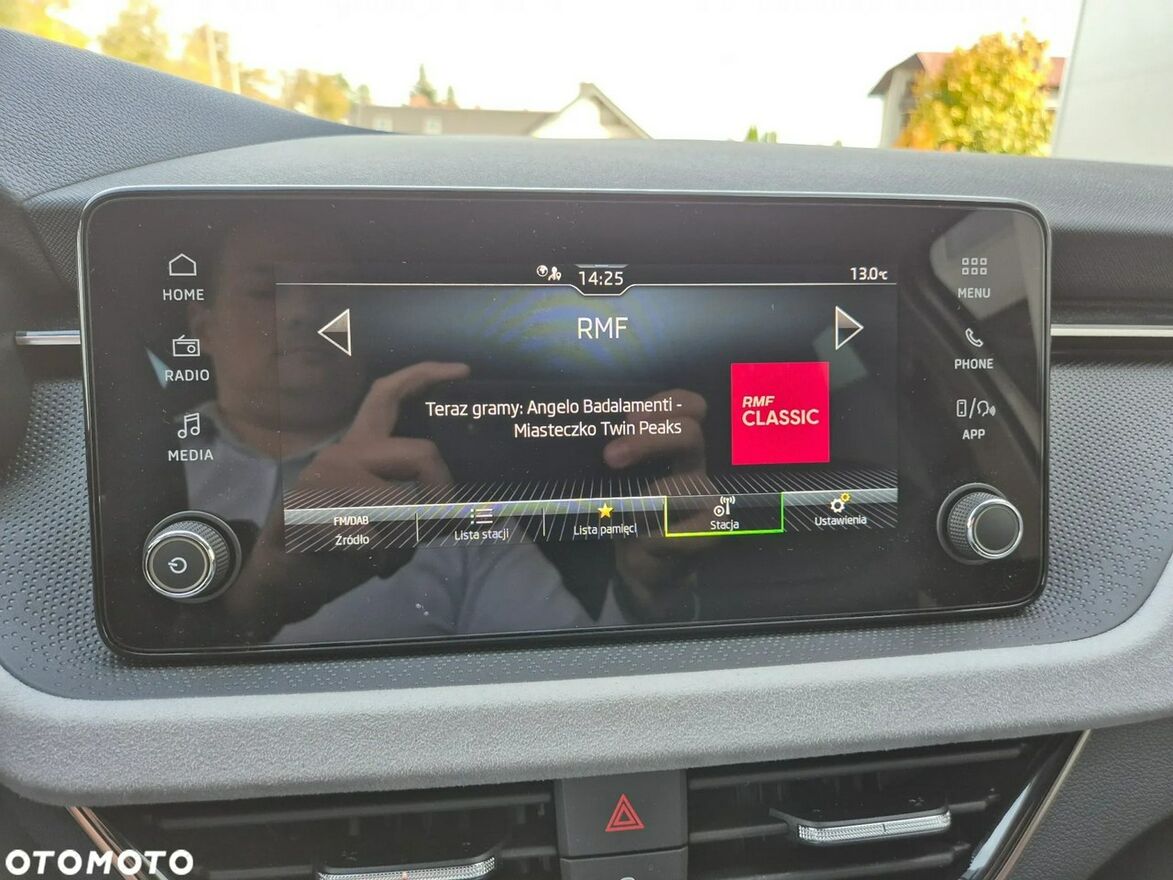 14:25
13.0°C
HOME
RMF
MENU
RADIO
PHONE
Teraz gramy: Angelo Badalamenti -
Miasteczko Twin Peaks
RMF
CLASSIC
MEDIA
APP
FM/DAB
Źródło
Lista stacji
Lista pamięci
Stacja
Ustawienia
OTOMOTO